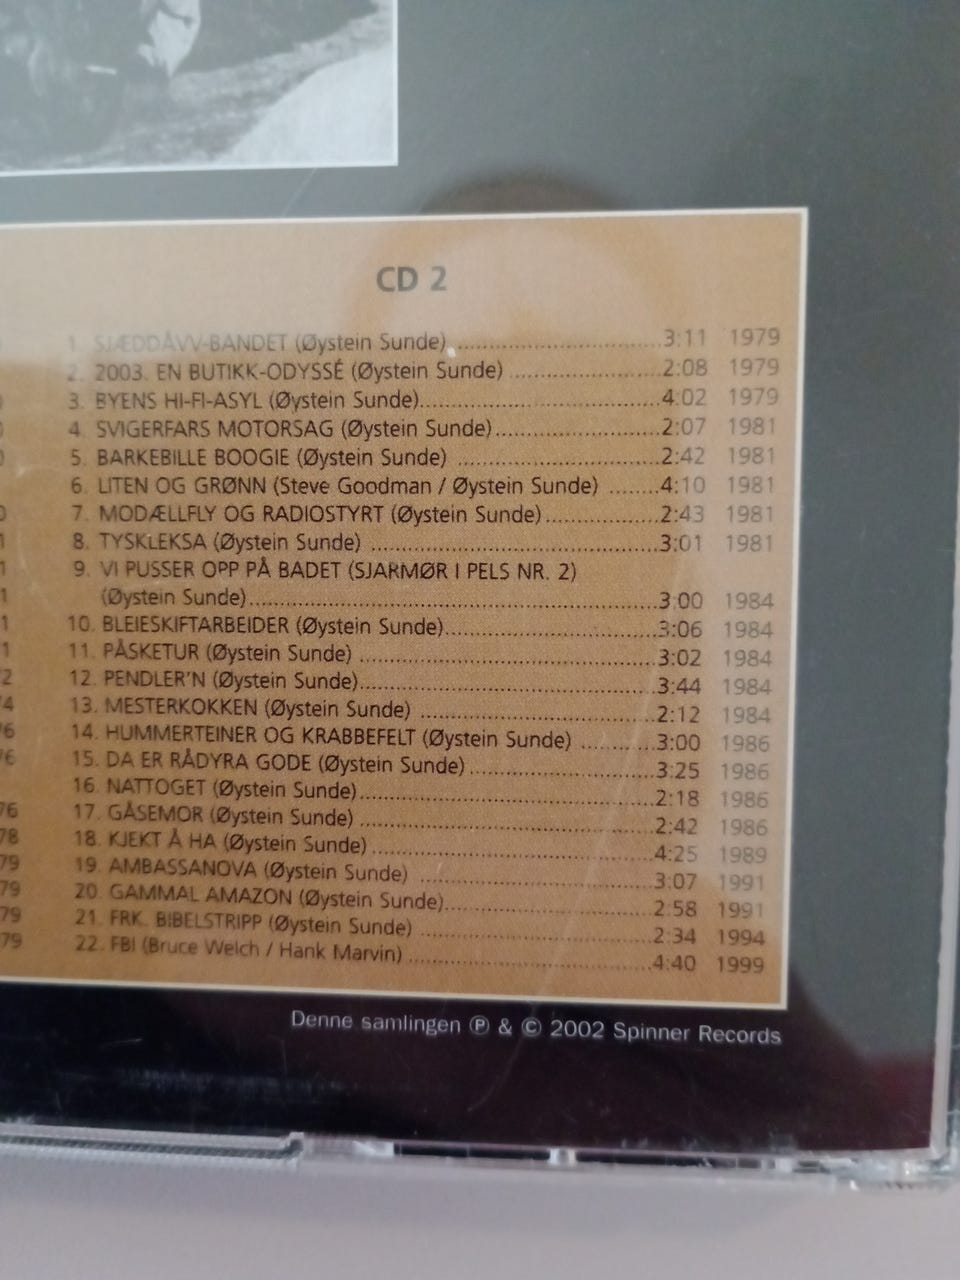 CD 2
1. SJÆDDÅVV-BANDET (Øystein Sunde) ..................................3:11 1979
2. 2003. EN BUTIKK-ODYSSÉ (Øystein Sunde) .........................2:08 1979
3. BYENS HI-FI-ASYL (Øystein Sunde).......................................4:02 1979
4. SVIGERFARS MOTORSAG (Øystein Sunde)...........................2:07 1981
5. BARKEBILLE BOOGIE (Øystein Sunde) .................................2:42 1981
6. LITEN OG GRØNN (Steve Goodman / Øystein Sunde) ........4:10 1981
7. MODÆLLFLY OG RADIOSTYRT (Øystein Sunde)..................2:43 1981
8. TYSKLEKSA (Øystein Sunde) ...............................................3:01 1981
9. VI PUSSER OPP PÅ BADET (SJARMØR I PELS NR. 2)
(Øystein Sunde)....................................................................3:00 1984
10. BLEIESKIFTARBEIDER (Øystein Sunde)...................................3:06 1984
11. PÅSKETUR (Øystein Sunde) .................................................3:02 1984
12. PENDLER'N (Øystein Sunde).................................................3:44 1984
13. MESTERKOKKEN (Øystein Sunde) .......................................2:12 1984
14. HUMMERTEINER OG KRABBEFELT (Øystein Sunde) ............3:00 1986
15. DA ER RÅDYRA GODE (Øystein Sunde)...............................3:25 1986
16. NATTOGET (Øystein Sunde).................................................2:18 1986
17. GÅSEMOR (Øystein Sunde) .................................................2:42 1986
18. KJEKT Å HA (Øystein Sunde)...............................................4:25 1989
19. AMBASSANOVA (Øystein Sunde) ........................................3:07 1991
20. GAMMAL AMAZON (Øystein Sunde)...................................2:58 1991
21. FRK. BIBELSTRIPP (Øystein Sunde) .......................................2:34 1994
22. FBI (Bruce Welch / Hank Marvin) .........................................4:40 1999
Denne samlingen ℗ & © 2002 Spinner Records